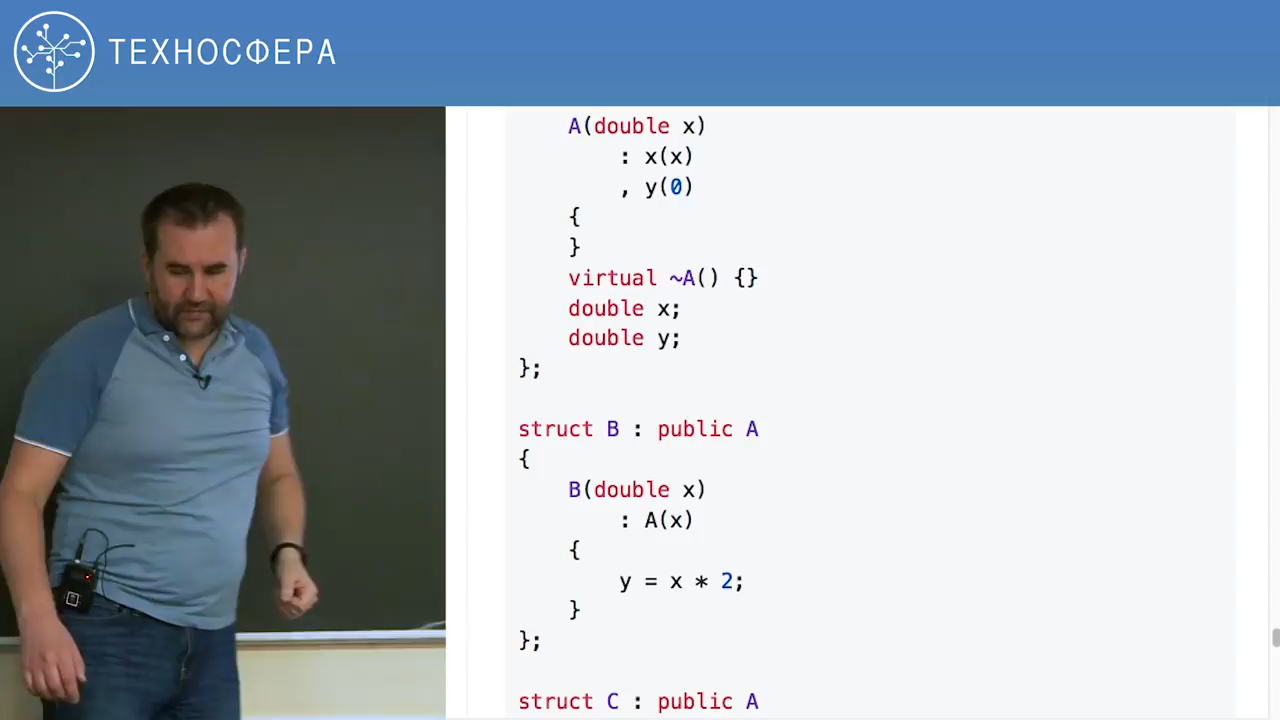 ТЕХНОСФЕРА
A(double x)
: x(x)
, y(0)
{
}
virtual ~A() {}
double x;
double y;
};
struct B : public A
{
B(double x)
: A(x)
{
y = x * 2;
}
};
struct C : public A